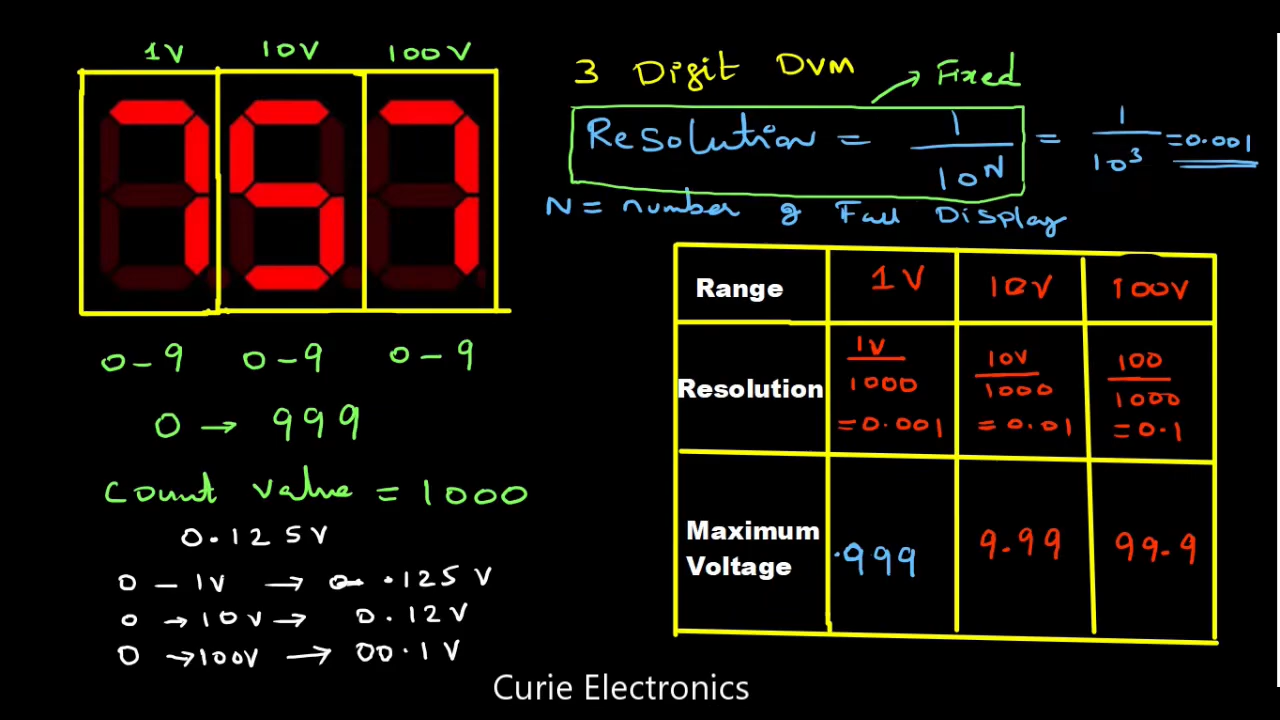 1V 10V 100V
757
0-9 0-9 0-9
0 → 999
Count value = 1000
0.125V
0 - 1V → .125 V
0 → 10V → 0.12V
0 → 100V → 00.1V
3 Digit DVM
Fixed
Resolution = 1/10^N = 1/10^3 = 0.001
N = number of Full Display
Range 1V 10V 100V
Resolution 1V/1000 = 0.001 10V/1000 = 0.01 100/1000 = 0.1
Maximum Voltage .999 9.99 99.9
Curie Electronics